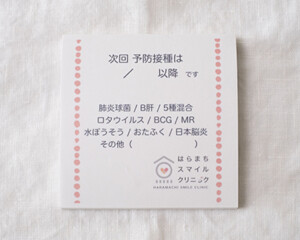 次回 予防接種は
／　　以降 です
肺炎球菌 / B肝 / 5種混合
ロタウイルス / BCG / MR
水ぼうそう / おたふく / 日本脳炎
その他（　　　　　　　）
はらまち
スマイル
クリニック
HARAMACHI SMILE CLINIC